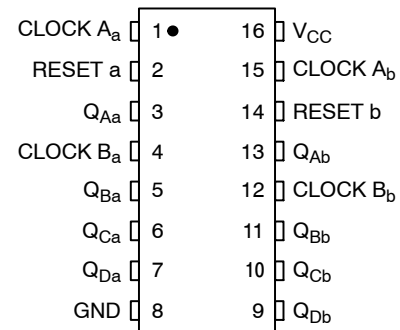 CLOCK Aa 1 16 VCC
RESET a 2 15 CLOCK Ab
QAa 3 14 RESET b
CLOCK Ba 4 13 QAb
QBa 5 12 CLOCK Bb
QCa 6 11 QBb
QDa 7 10 QCb
GND 8 9 QDb